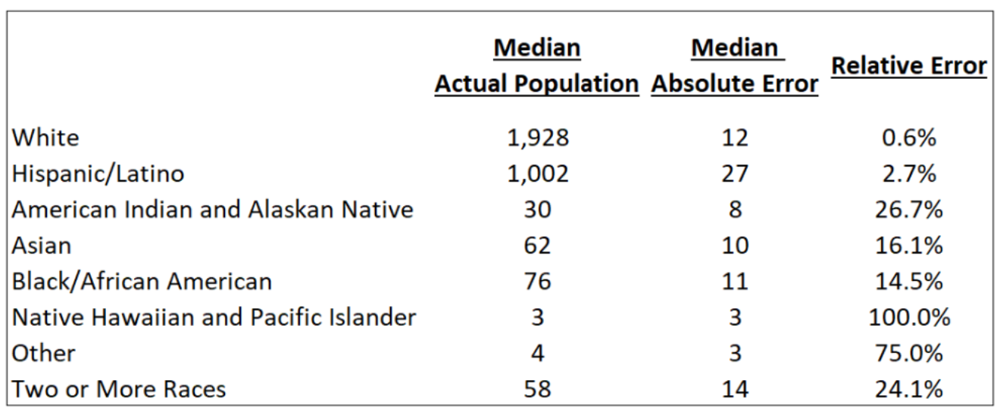 Median Median
Relative Error
Actual Population Absolute Error
White 1,928 12 0.6%
Hispanic/Latino 1,002 27 2.7%
American Indian and Alaskan Native 30 8 26.7%
Asian 62 10 16.1%
Black/African American 76 11 14.5%
Native Hawaiian and Pacific Islander 3 3 100.0%
Other 4 3 75.0%
Two or More Races 58 14 24.1%